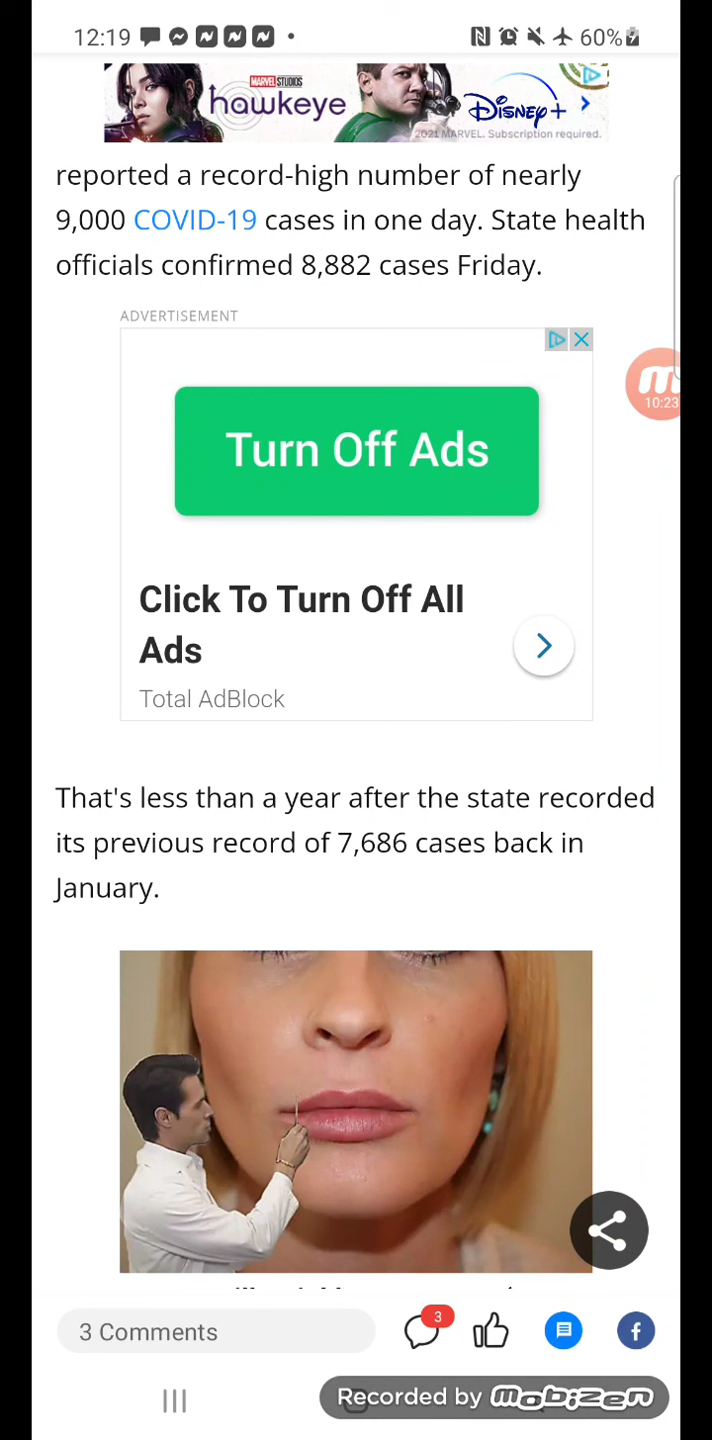 12:19
60%
MARVEL STUDIOS
hawkeye
Disney+
2021 MARVEL. Subscription required.
reported a record-high number of nearly
9,000 COVID-19 cases in one day. State health
officials confirmed 8,882 cases Friday.
ADVERTISEMENT
m
10:23
Turn Off Ads
Click To Turn Off All
Ads
Total AdBlock
That's less than a year after the state recorded
its previous record of 7,686 cases back in
January.
3 Comments
3
f
Recorded by mobizen